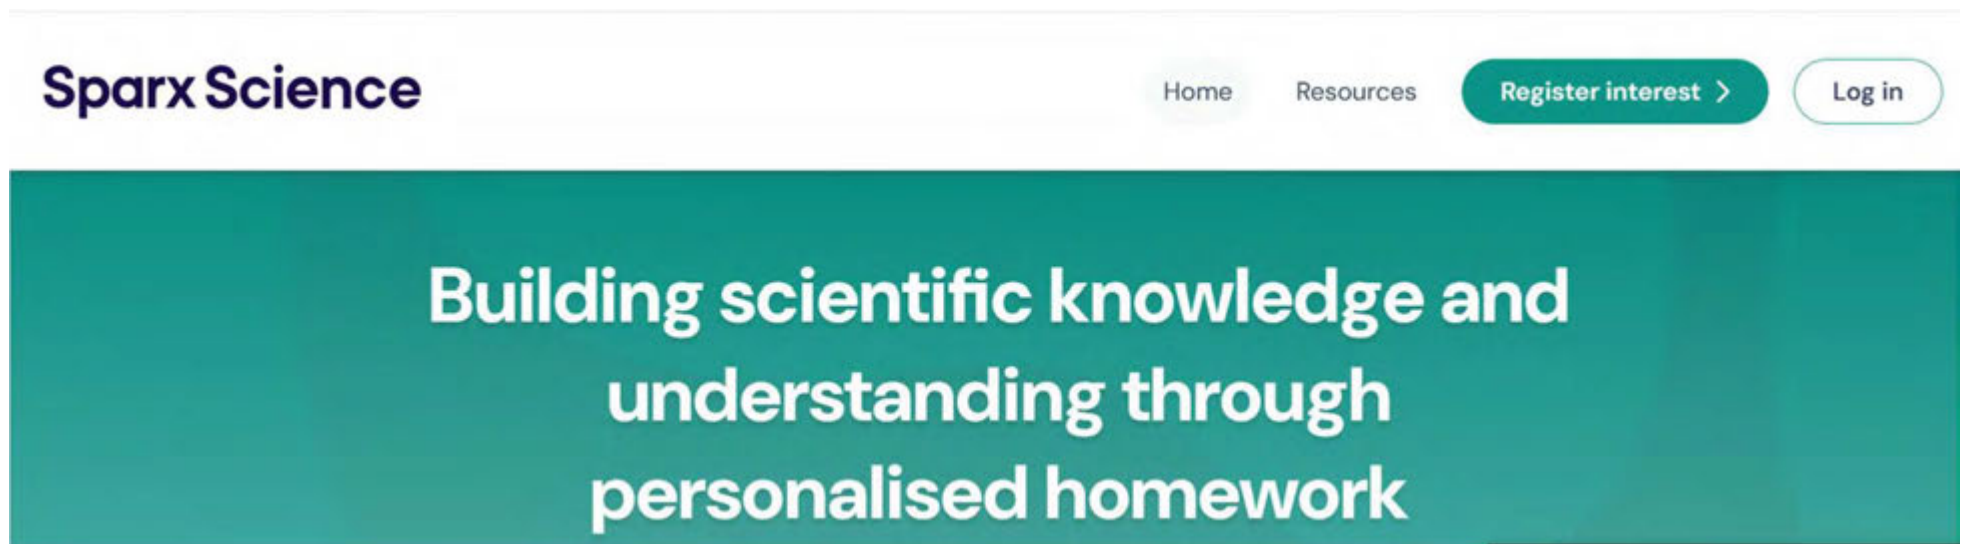 Sparx Science
Home
Resources
Register interest
Log in
Building scientific knowledge and
understanding through
personalised homework